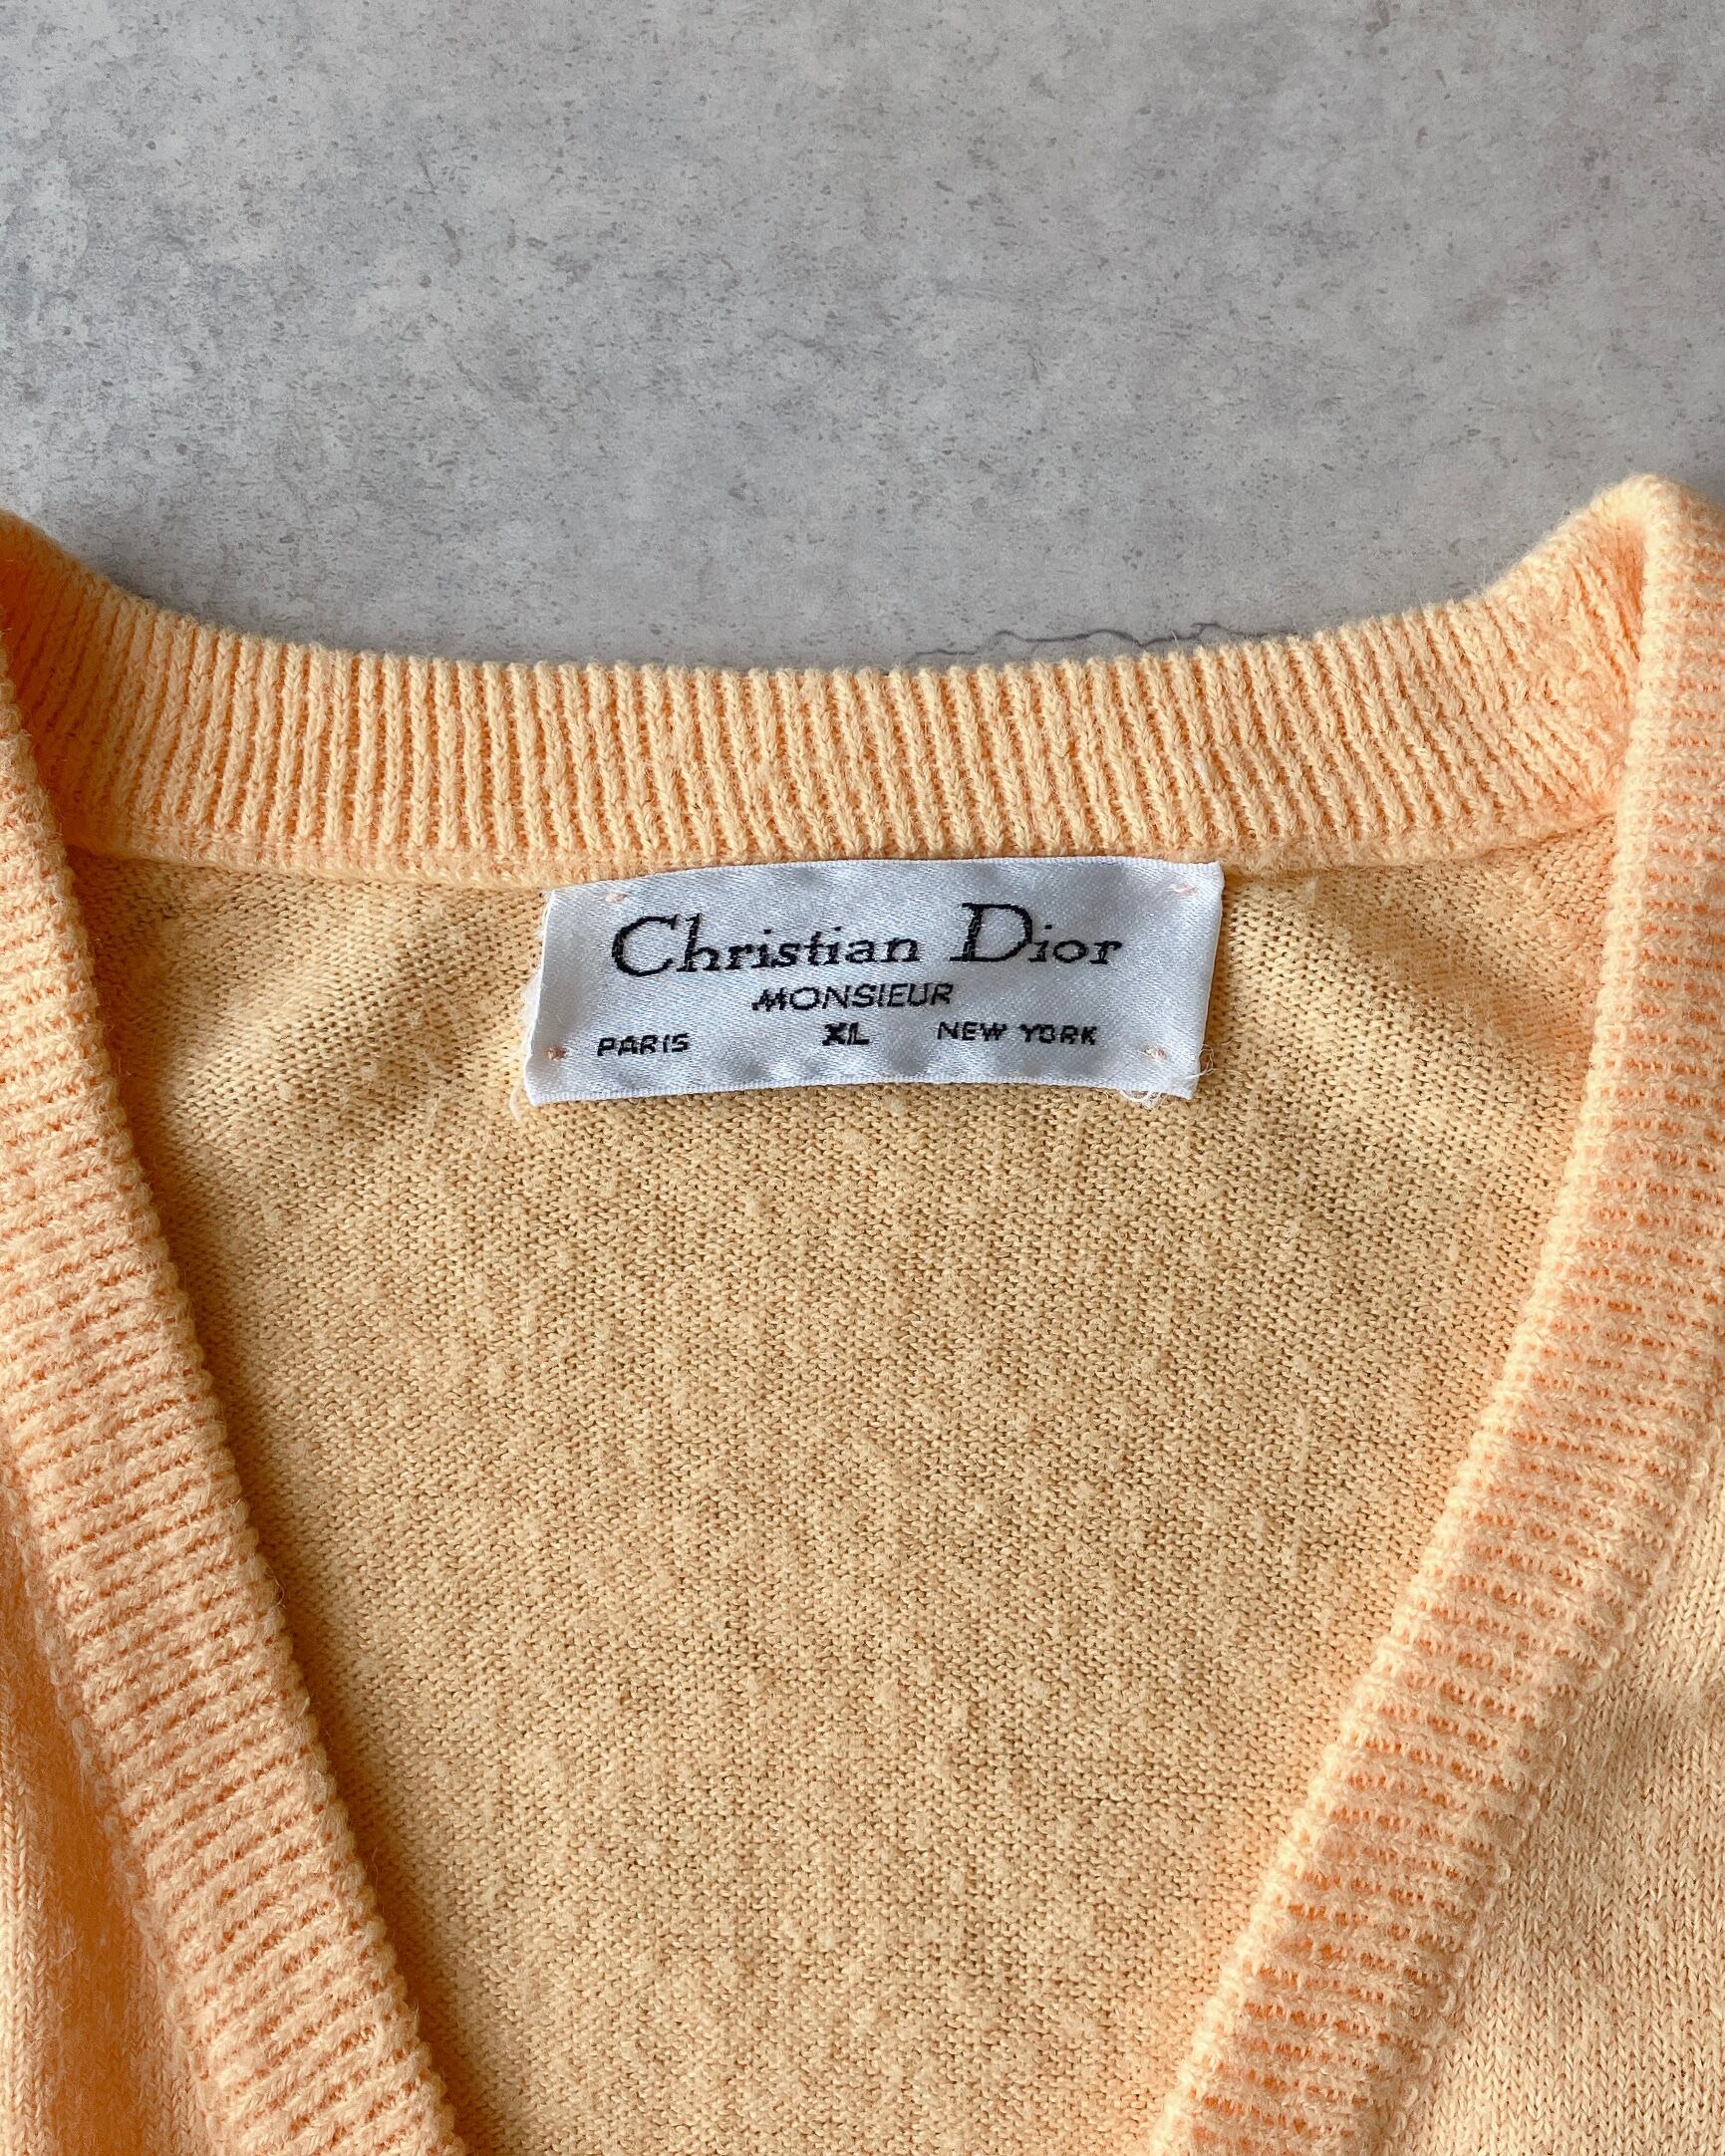 Christian Dior
MONSIEUR
PARIS XL NEW YORK